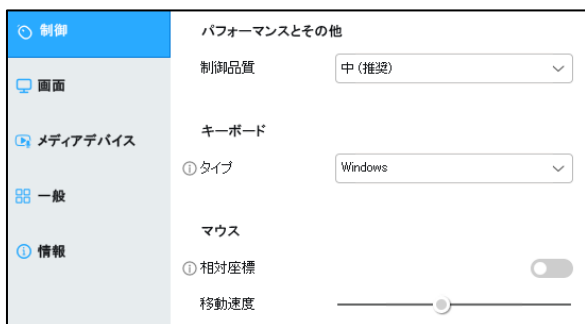 制御
画面
メディアデバイス
一般
情報
パフォーマンスとその他
制御品質
中 (推奨)
キーボード
タイプ
Windows
マウス
相対座標
移動速度